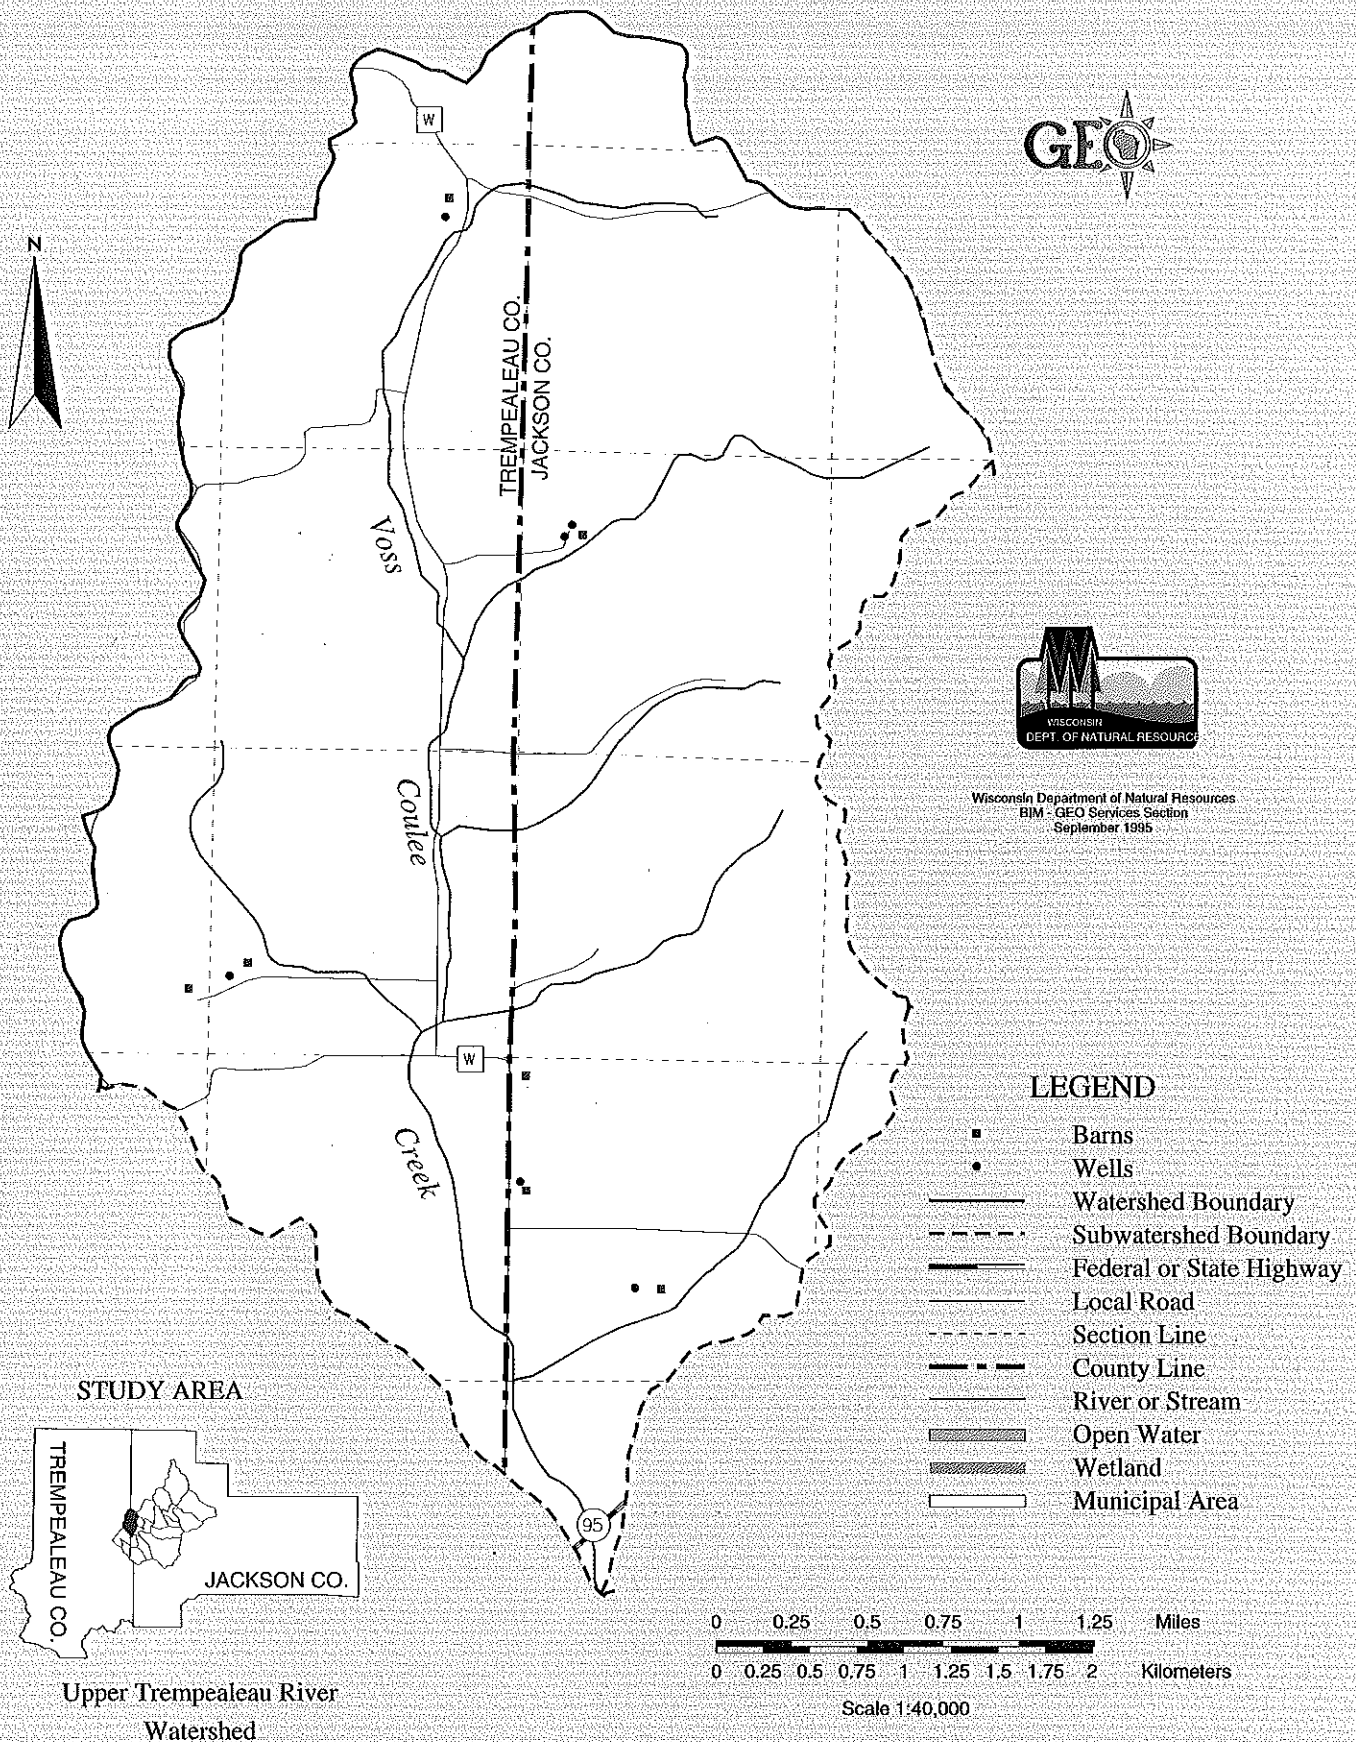 W
GEO
N
TREMPEALEAU CO.
JACKSON CO.
Voss
WISCONSIN
DEPT. OF NATURAL RESOURC
Wisconsin Department of Natural Resources
BIM - GEO Services Section
September 1995
Coulee
W
Creek
LEGEND
Barns
Wells
Watershed Boundary
Subwatershed Boundary
Federal or State Highway
Local Road
Section Line
County Line
River or Stream
Open Water
Wetland
Municipal Area
STUDY AREA
TREMPEALEAU CO.
JACKSON CO.
95
0 0.25 0.5 0.75 1 1.25 Miles
0 0.25 0.5 0.75 1 1.25 1.5 1.75 2 Kilometers
Scale 1:40,000
Upper Trempealeau River
Watershed